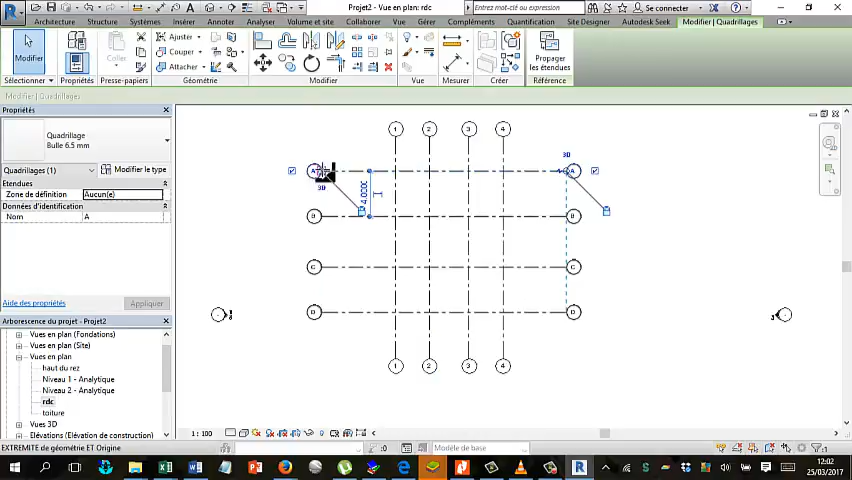 Projet2 - Vue en plan: rdc
Entrez mot-clé ou expression
Se connecter
Architecture Structure Systèmes Insérer Annoter Analyser Volume et site Collaborer Vue Gérer Compléments Quantification Site Designer Autodesk Seek Modifier | Quadrillages
Modifier
Coller
Ajuster
Couper
Attacher
Propager
les étendues
Sélectionner Propriétés Presse-papiers Géométrie Modifier Vue Mesurer Créer Référence
Modifier | Quadrillages
Propriétés
Quadrillage
Bulle 6.5 mm
Quadrillages (1)
Modifier le type
Etendues
Zone de définition Aucun(e)
Données d'identification
Nom A
Aide des propriétés
Appliquer
Arborescence du projet - Projet2
Vues en plan (Fondations)
Vues en plan (Site)
Vues en plan
haut du rez
Niveau 1 - Analytique
Niveau 2 - Analytique
rdc
toiture
Vues 3D
Elévations (Elévation de construction)
1 2 3 4
3D
A A
3D
4.0000
B B
C C
D D
1 2 3 4
1 : 100
EXTREMITE de géométrie ET Origine
:0
Modèle de base
:1
12:02
25/03/2017